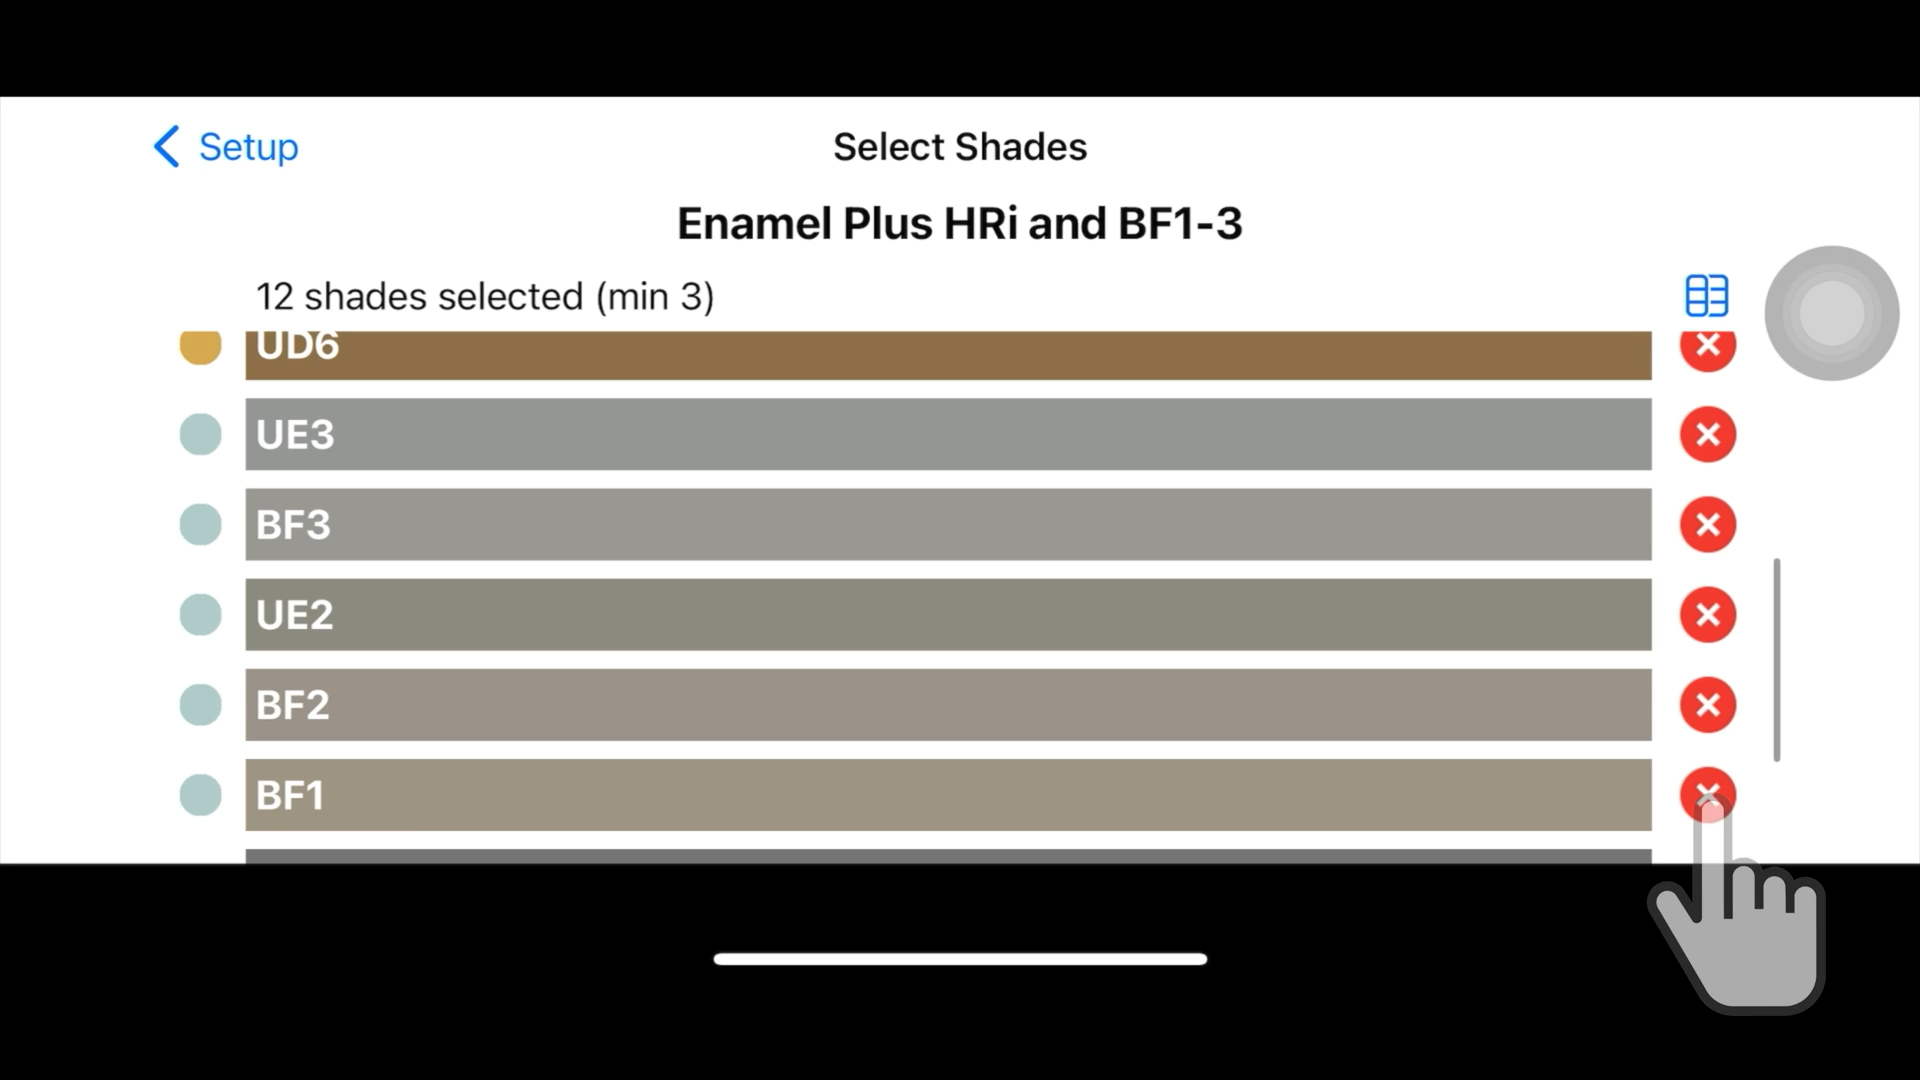 Setup
Select Shades
Enamel Plus HRi and BF1-3
12 shades selected (min 3)
UD6
UE3
BF3
UE2
BF2
BF1